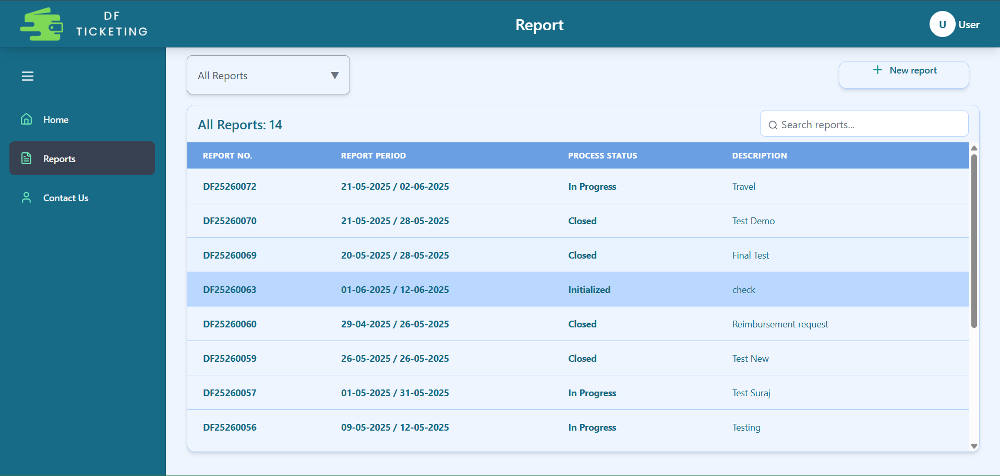 DF
TICKETING
Report
U User
All Reports ▼
+ New report
Home
Reports
Contact Us
All Reports: 14
Search reports...
REPORT NO. REPORT PERIOD PROCESS STATUS DESCRIPTION
DF25260072 21-05-2025 / 02-06-2025 In Progress Travel
DF25260070 21-05-2025 / 28-05-2025 Closed Test Demo
DF25260069 20-05-2025 / 28-05-2025 Closed Final Test
DF25260063 01-06-2025 / 12-06-2025 Initialized check
DF25260060 29-04-2025 / 26-05-2025 Closed Reimbursement request
DF25260059 26-05-2025 / 26-05-2025 Closed Test New
DF25260057 01-05-2025 / 31-05-2025 In Progress Test Suraj
DF25260056 09-05-2025 / 12-05-2025 In Progress Testing